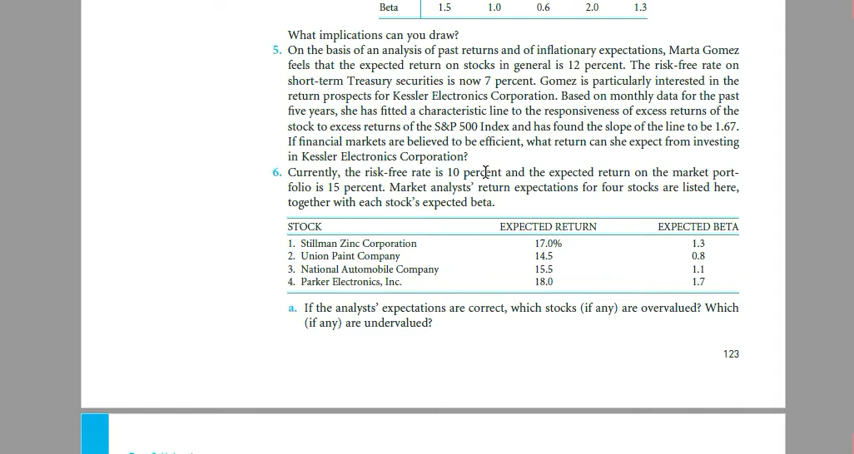 Beta 1.5 1.0 0.6 2.0 1.3
What implications can you draw?
5. On the basis of an analysis of past returns and of inflationary expectations, Marta Gomez
feels that the expected return on stocks in general is 12 percent. The risk-free rate on
short-term Treasury securities is now 7 percent. Gomez is particularly interested in the
return prospects for Kessler Electronics Corporation. Based on monthly data for the past
five years, she has fitted a characteristic line to the responsiveness of excess returns of the
stock to excess returns of the S&P 500 Index and has found the slope of the line to be 1.67.
If financial markets are believed to be efficient, what return can she expect from investing
in Kessler Electronics Corporation?
6. Currently, the risk-free rate is 10 percent and the expected return on the market port-
folio is 15 percent. Market analysts' return expectations for four stocks are listed here,
together with each stock's expected beta.
STOCK EXPECTED RETURN EXPECTED BETA
1. Stillman Zinc Corporation 17.0% 1.3
2. Union Paint Company 14.5 0.8
3. National Automobile Company 15.5 1.1
4. Parker Electronics, Inc. 18.0 1.7
a. If the analysts' expectations are correct, which stocks (if any) are overvalued? Which
(if any) are undervalued?
123